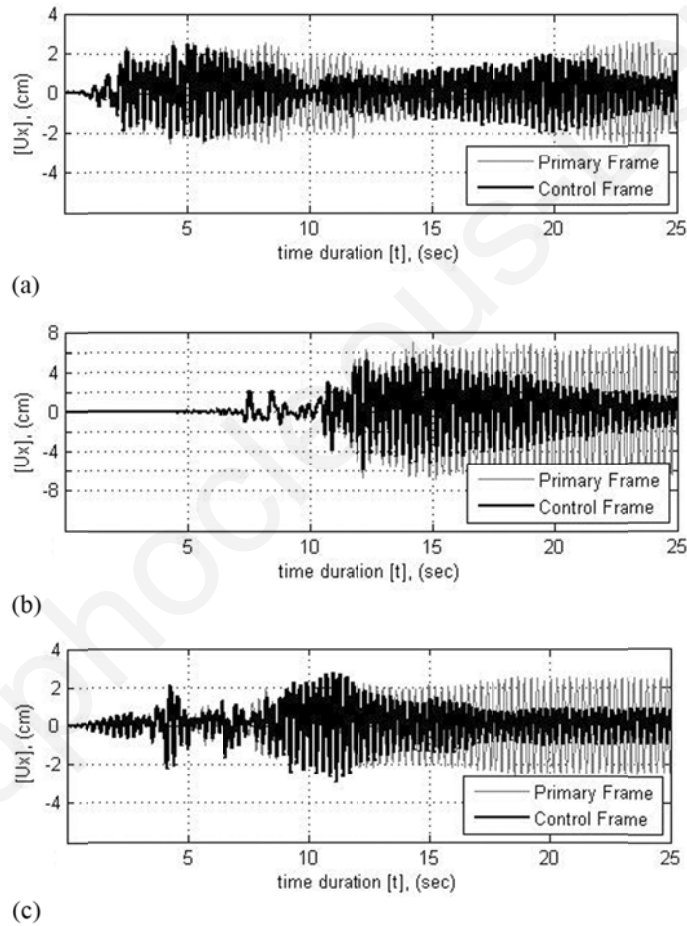 4
2
0
-2
-4
[Ux], (cm)
Primary Frame
Control Frame
5 10 15 20 25
time duration [t], (sec)
(a)
8
4
0
-4
-8
[Ux], (cm)
Primary Frame
Control Frame
5 10 15 20 25
time duration [t], (sec)
(b)
4
2
0
-2
-4
[Ux], (cm)
Primary Frame
Control Frame
5 10 15 20 25
time duration [t], (sec)
(c)